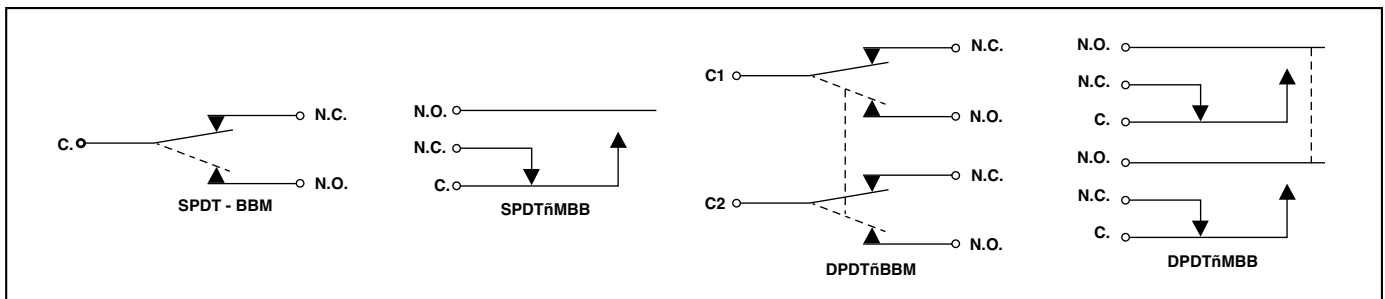 C.
N.C.
N.O.
SPDT - BBM
N.O.
N.C.
C.
SPDTñMBB
C1
N.C.
N.O.
C2
N.C.
N.O.
DPDTñBBM
N.O.
N.C.
C.
N.O.
N.C.
C.
DPDTñMBB